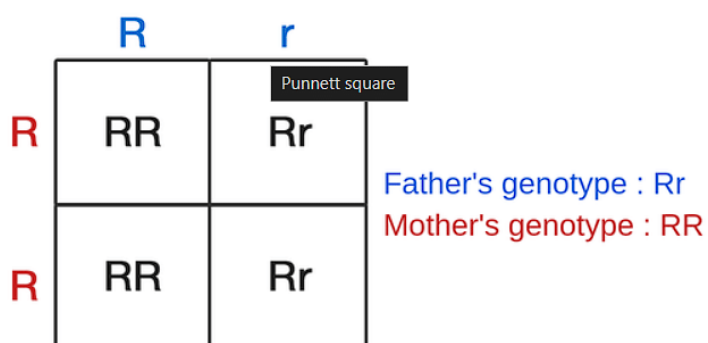 R r
Punnett square
R RR Rr
Father's genotype : Rr
Mother's genotype : RR
R RR Rr